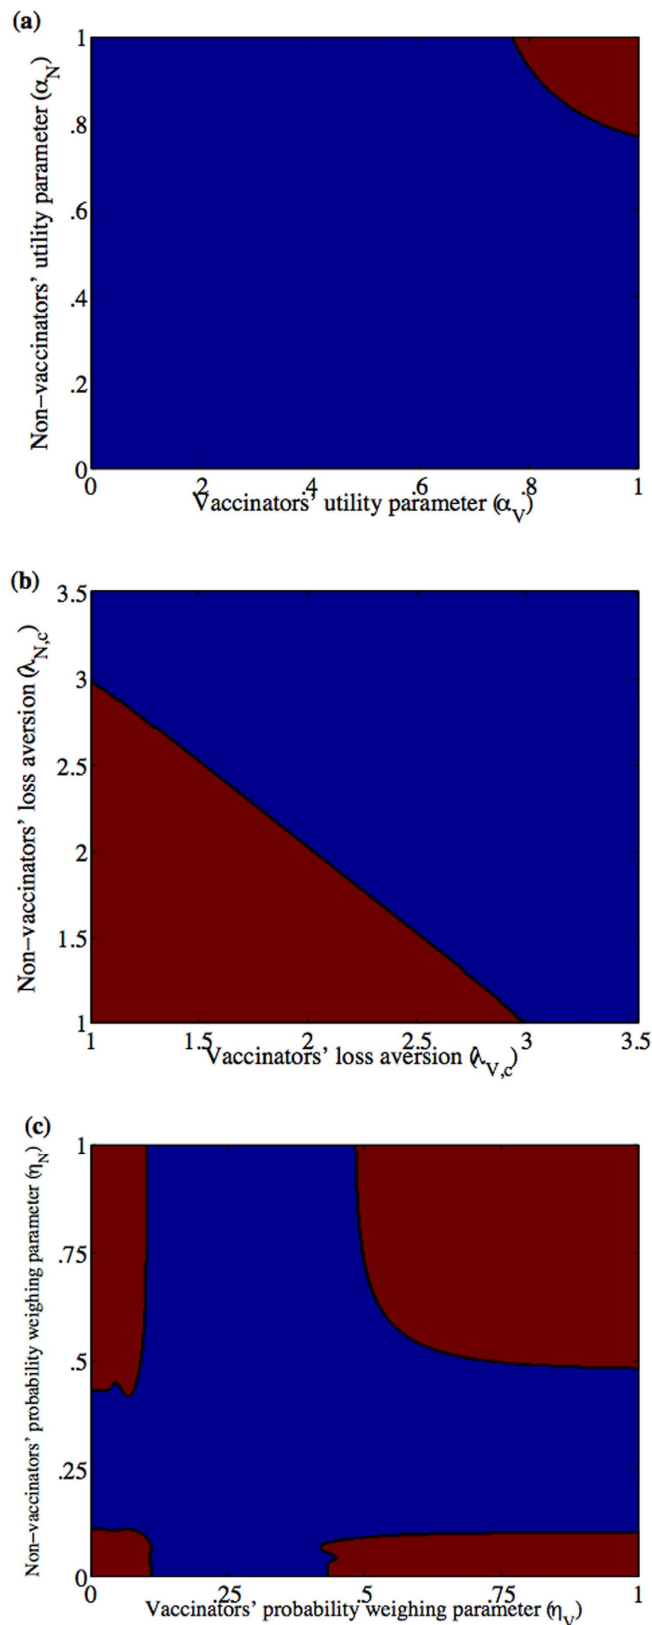 (a)
1
.8
.6
.4
.2
0
Non−vaccinators' utility parameter (α_N)
0 .2 .4 .6 .8 1
Vaccinators' utility parameter (α_V)
(b)
3.5
3
2.5
2
1.5
1
Non−vaccinators' loss aversion (λ_N,c)
1 1.5 2 2.5 3 3.5
Vaccinators' loss aversion (λ_V,c)
(c)
1
.75
.5
.25
0
Non−vaccinators' probability weighing parameter (η_N)
0 .25 .5 .75 1
Vaccinators' probability weighing parameter (η_V)